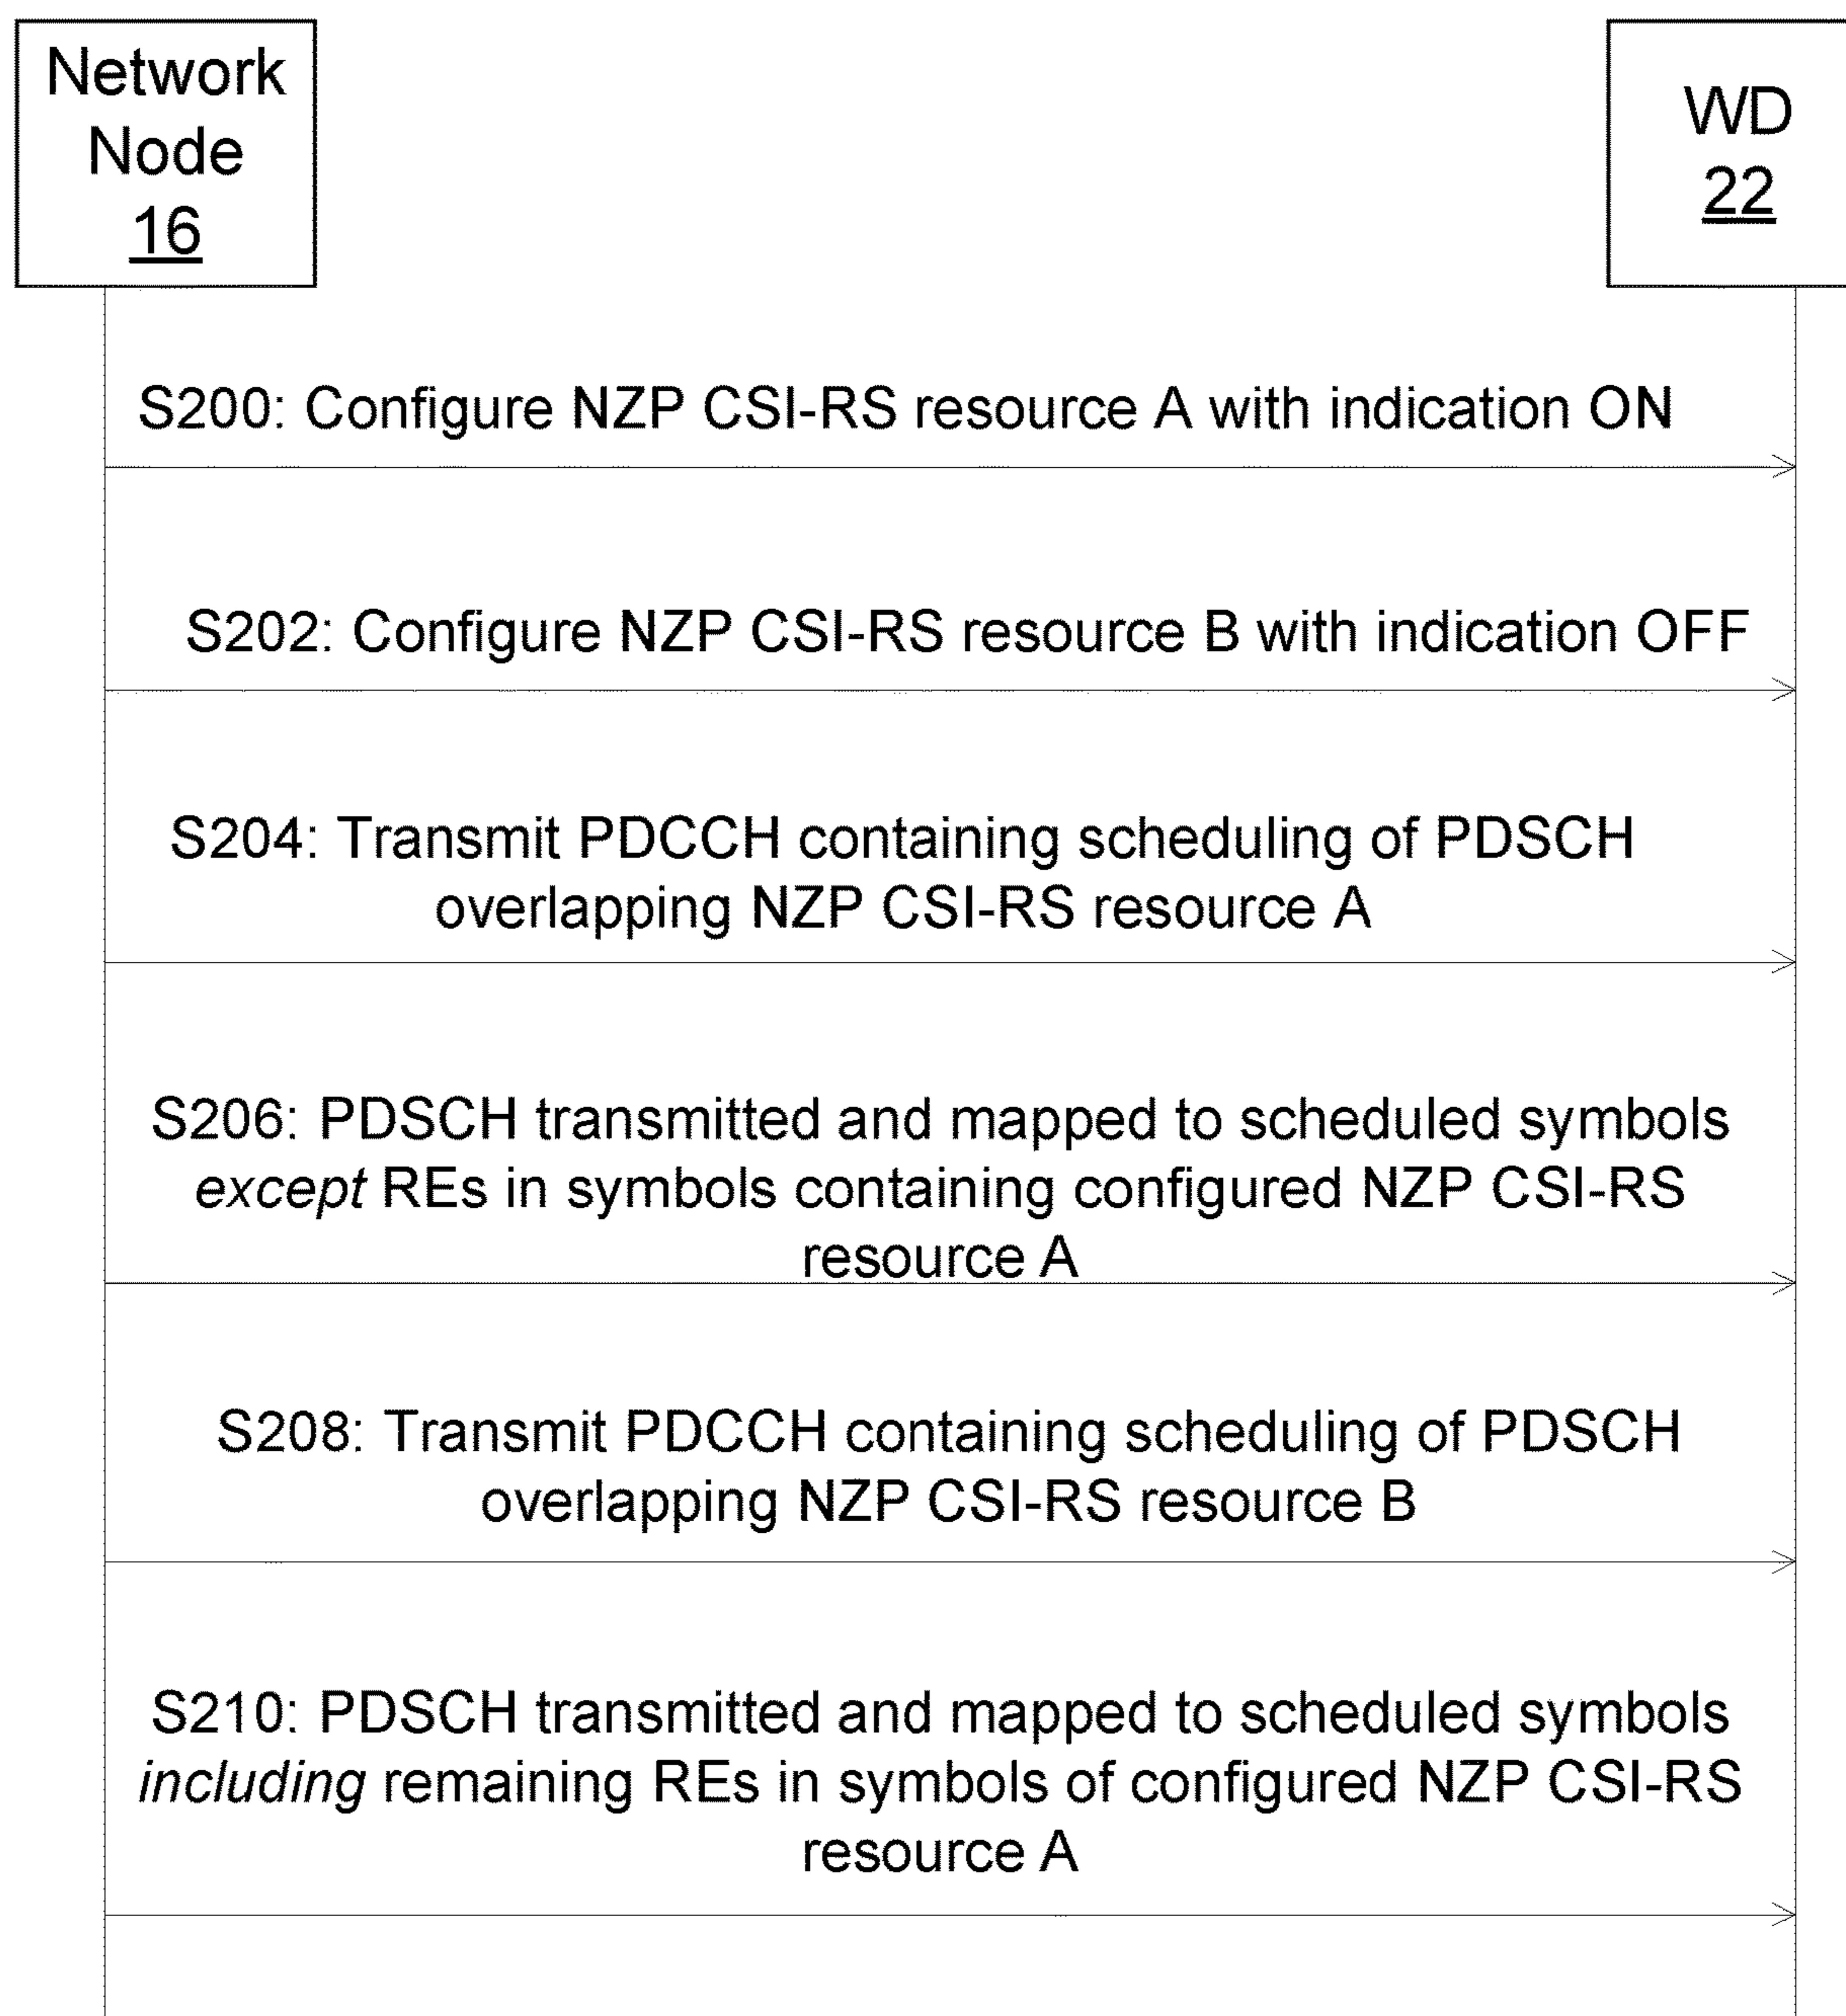 Network
Node
16
WD
22
S200: Configure NZP CSI-RS resource A with indication ON
S202: Configure NZP CSI-RS resource B with indication OFF
S204: Transmit PDCCH containing scheduling of PDSCH
overlapping NZP CSI-RS resource A
S206: PDSCH transmitted and mapped to scheduled symbols
except REs in symbols containing configured NZP CSI-RS
resource A
S208: Transmit PDCCH containing scheduling of PDSCH
overlapping NZP CSI-RS resource B
S210: PDSCH transmitted and mapped to scheduled symbols
including remaining REs in symbols of configured NZP CSI-RS
resource A